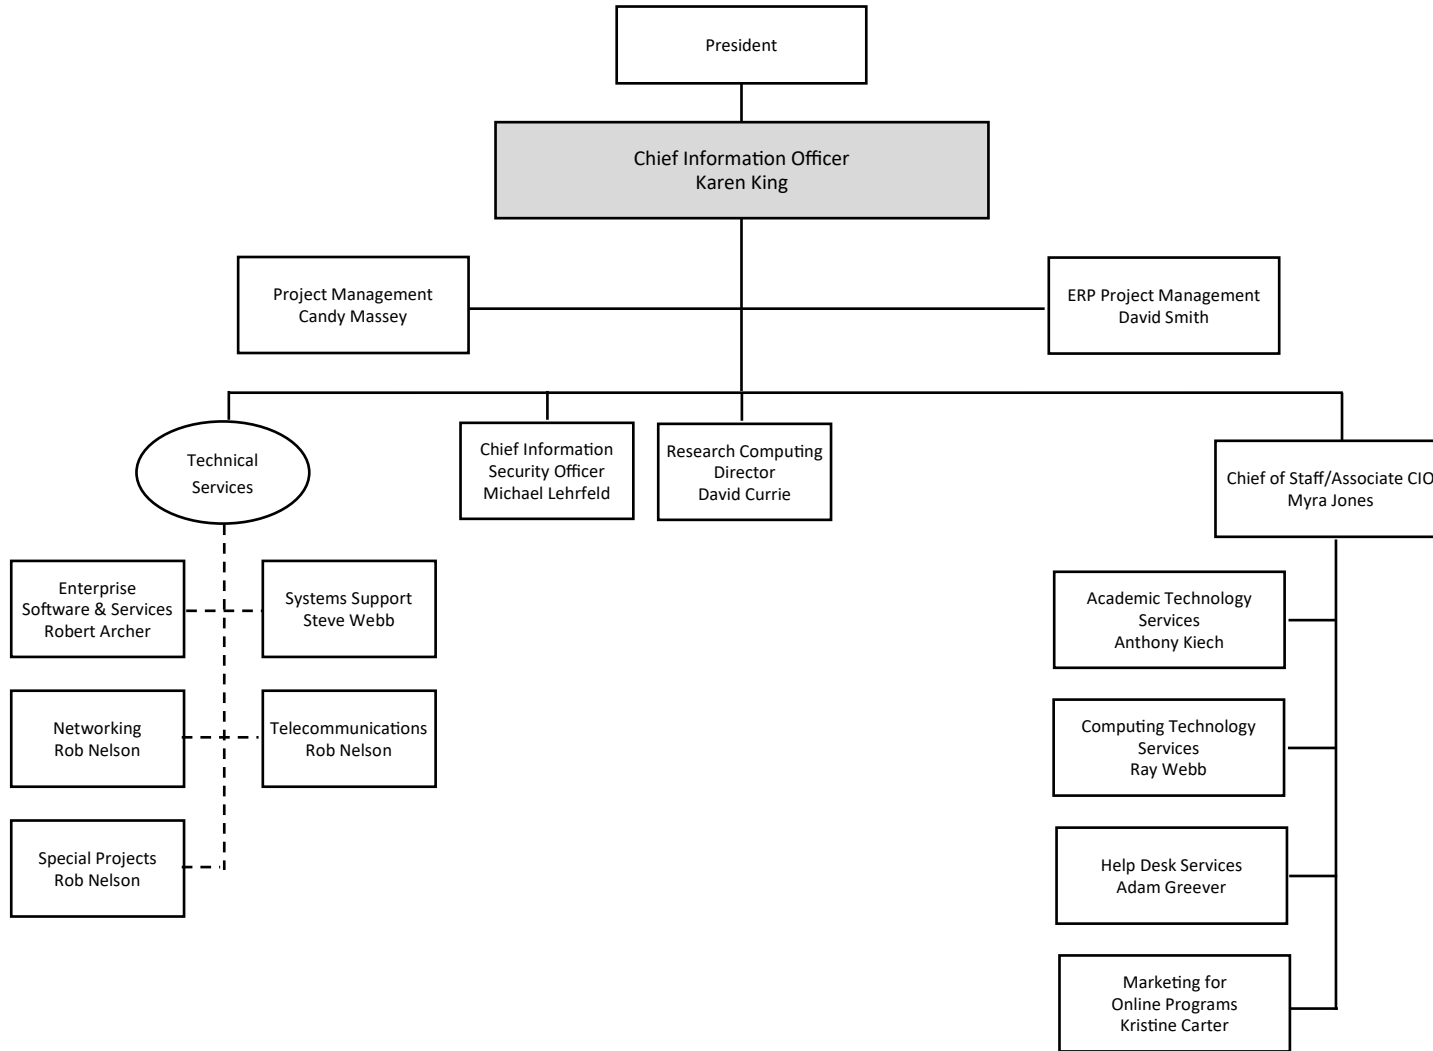 President
Chief Information Officer
Karen King
Project Management
Candy Massey
ERP Project Management
David Smith
Technical
Services
Chief Information
Security Officer
Michael Lehrfeld
Research Computing
Director
David Currie
Chief of Staff/Associate CIO
Myra Jones
Enterprise
Software & Services
Robert Archer
Systems Support
Steve Webb
Networking
Rob Nelson
Telecommunications
Rob Nelson
Special Projects
Rob Nelson
Academic Technology
Services
Anthony Kiech
Computing Technology
Services
Ray Webb
Help Desk Services
Adam Greever
Marketing for
Online Programs
Kristine Carter